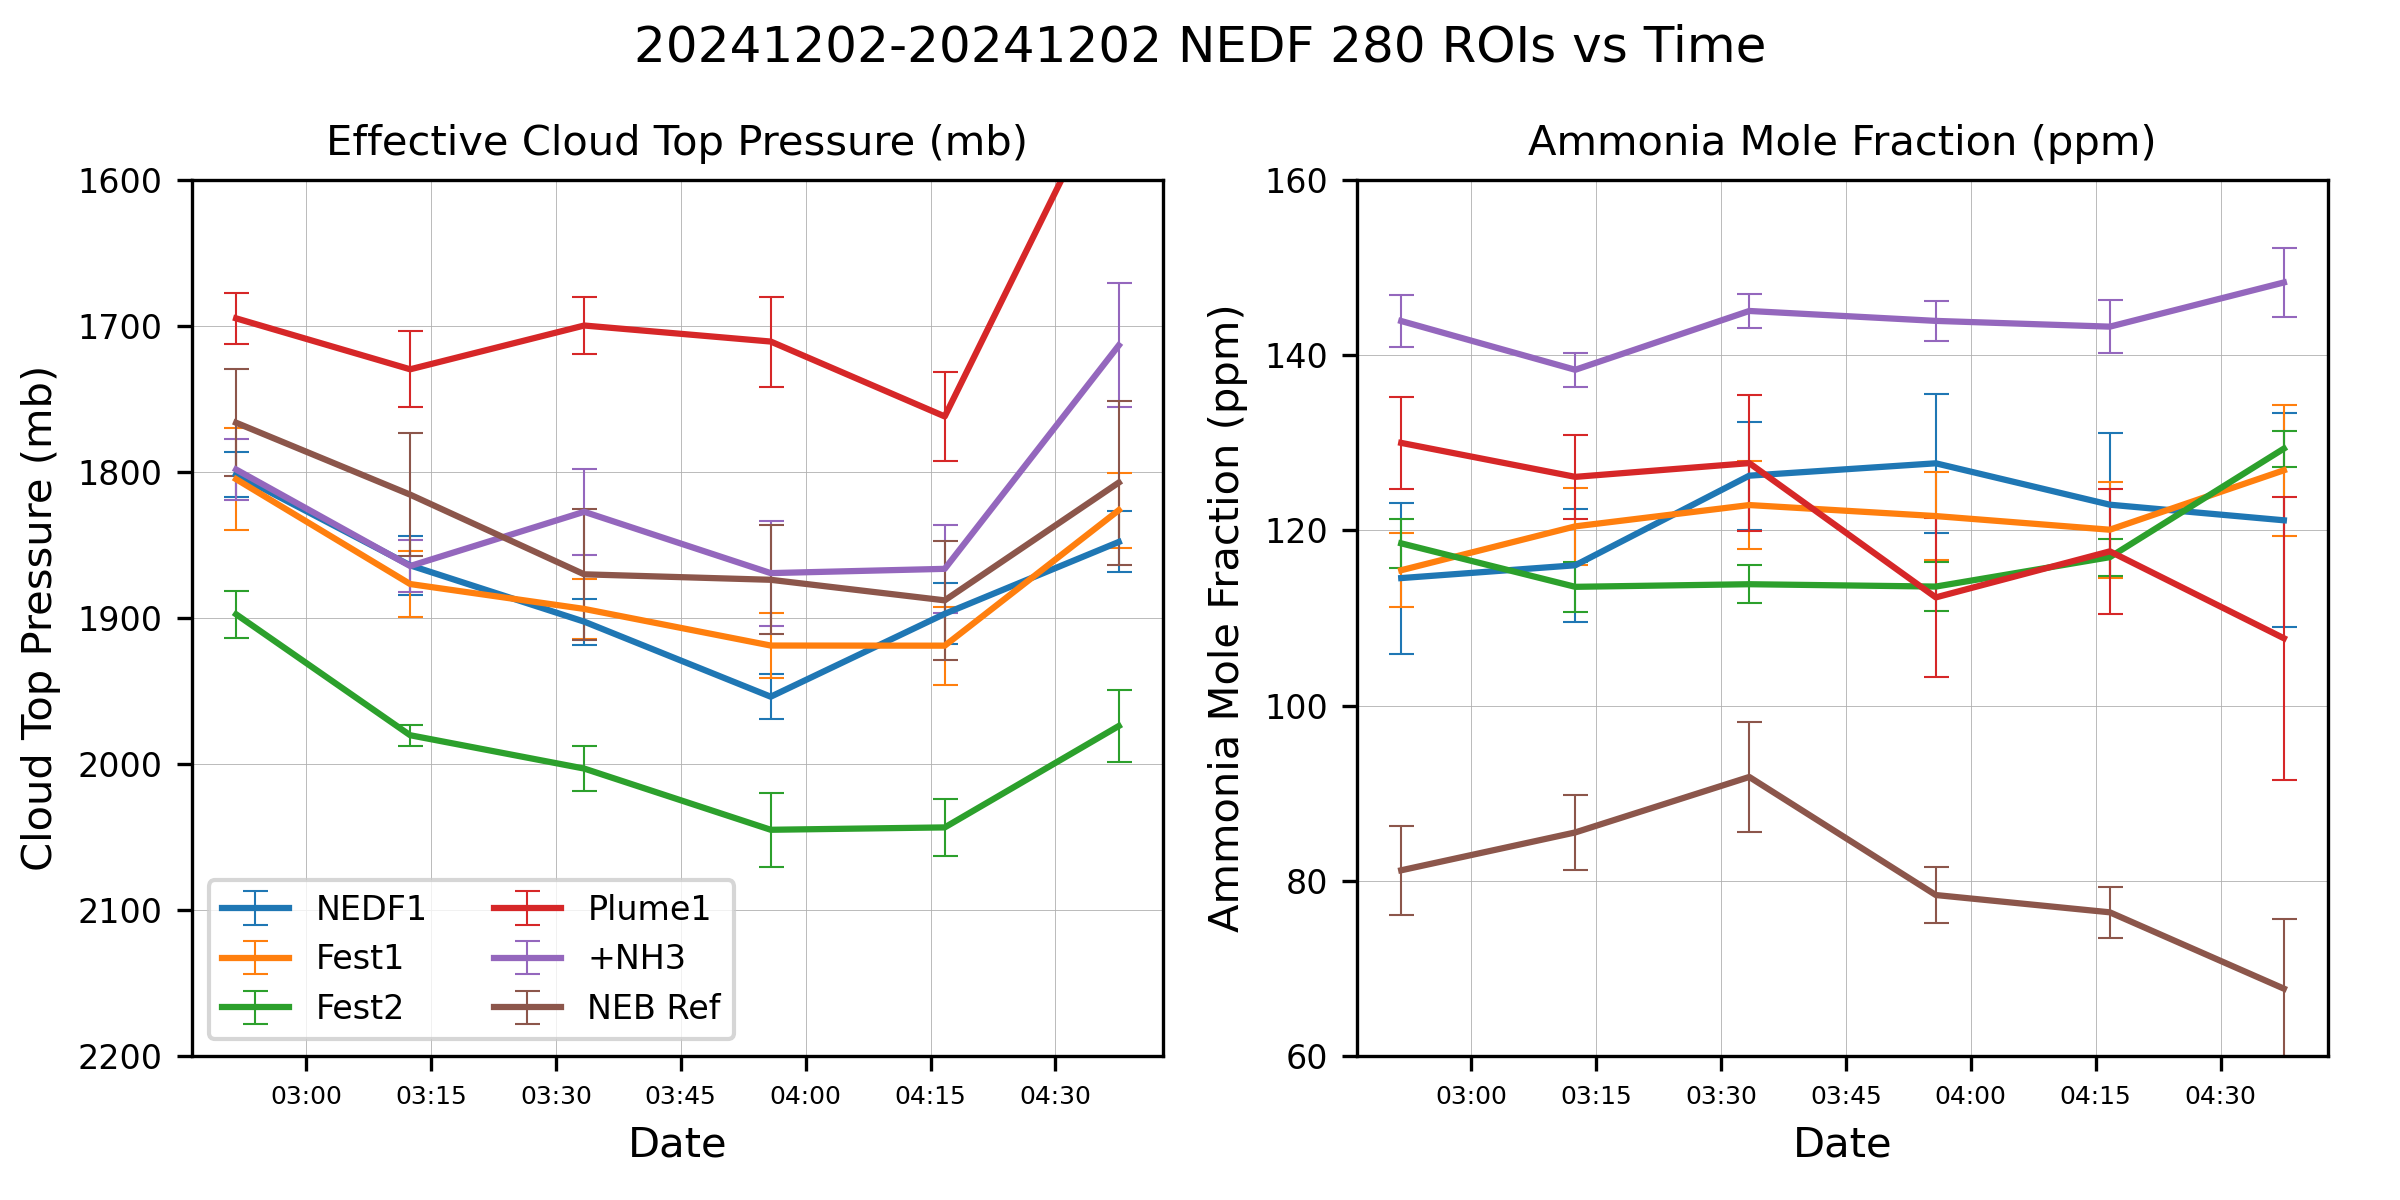 20241202-20241202 NEDF 280 ROIs vs Time
Effective Cloud Top Pressure (mb)
Cloud Top Pressure (mb)
1600
1700
1800
1900
2000
2100
2200
NEDF1
Fest1
Fest2
Plume1
+NH3
NEB Ref
03:00 03:15 03:30 03:45 04:00 04:15 04:30
Date
Ammonia Mole Fraction (ppm)
Ammonia Mole Fraction (ppm)
160
140
120
100
80
60
03:00 03:15 03:30 03:45 04:00 04:15 04:30
Date